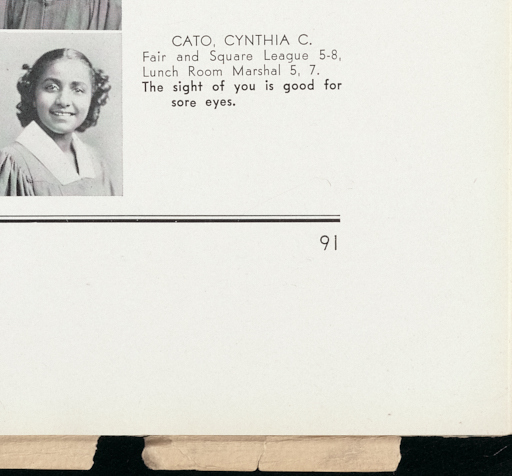 CATO, CYNTHIA C.
Fair and Square League 5-8,
Lunch Room Marshal 5, 7.
The sight of you is good for
sore eyes.
91